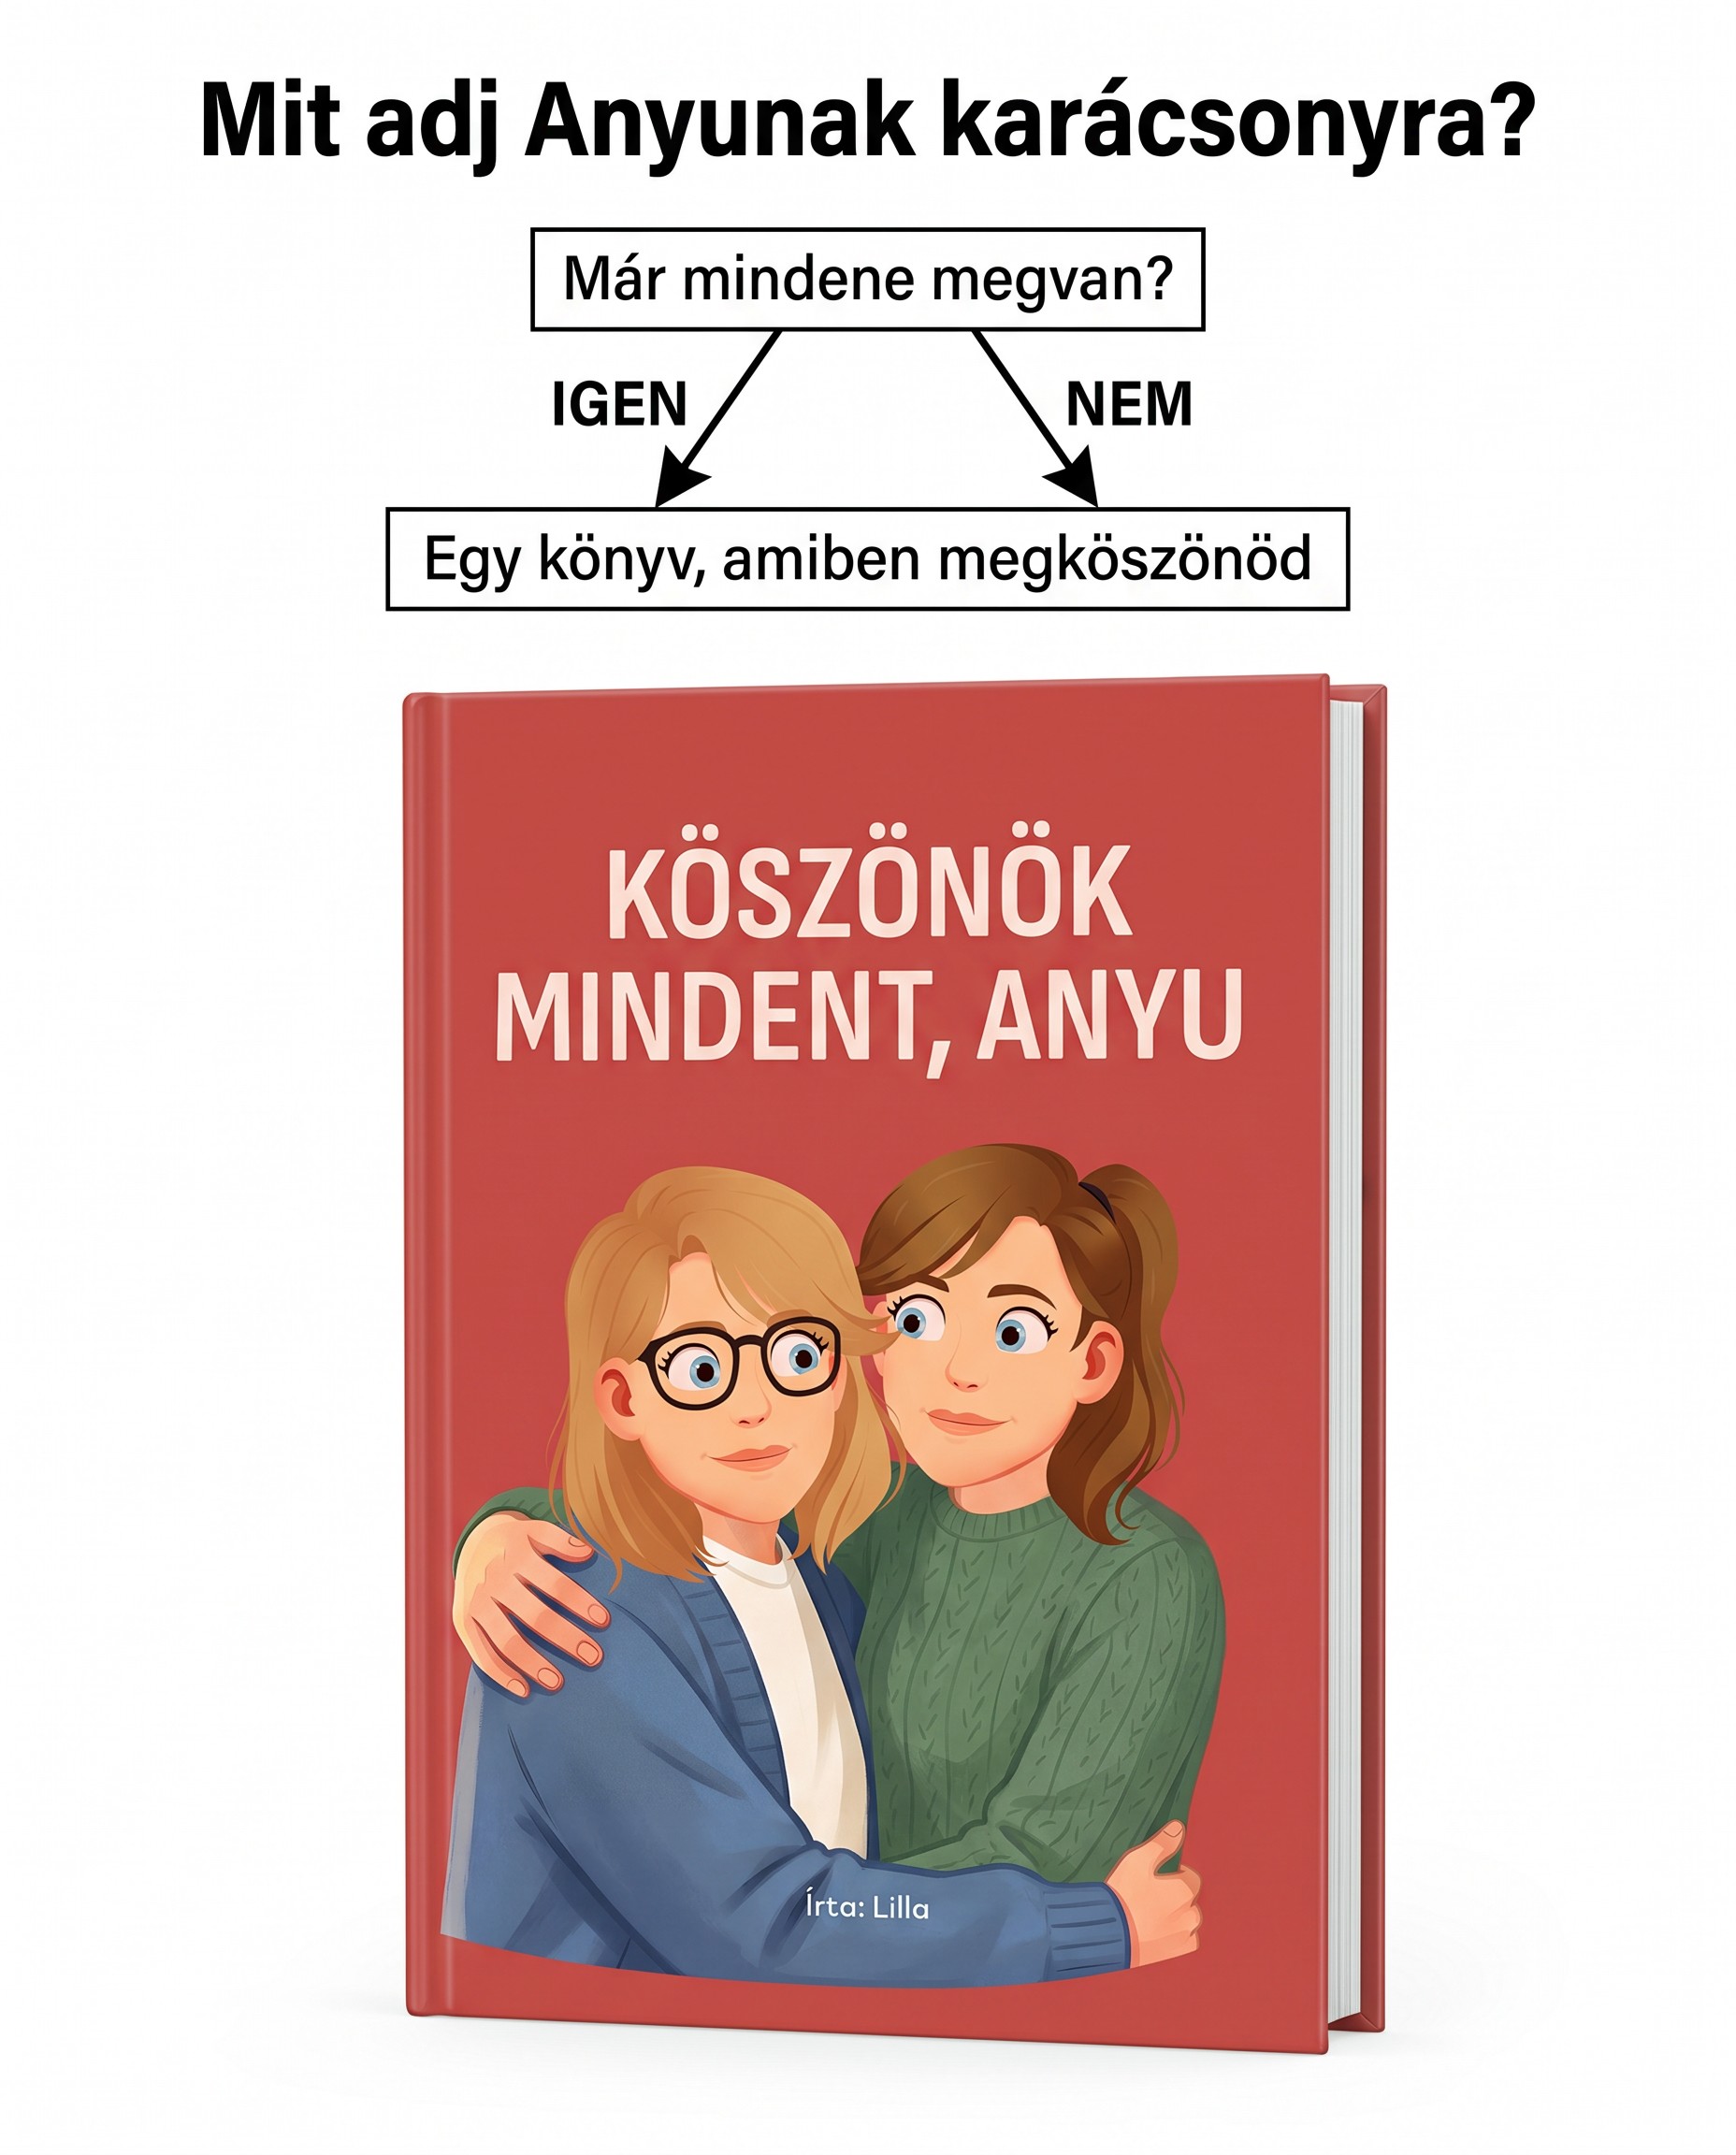 Mit adj Anyunak karácsonyra?
Már mindene megvan?
IGEN
NEM
Egy könyv, amiben megköszönöd
KÖSZÖNÖK
MINDENT, ANYU
Írta: Lilla